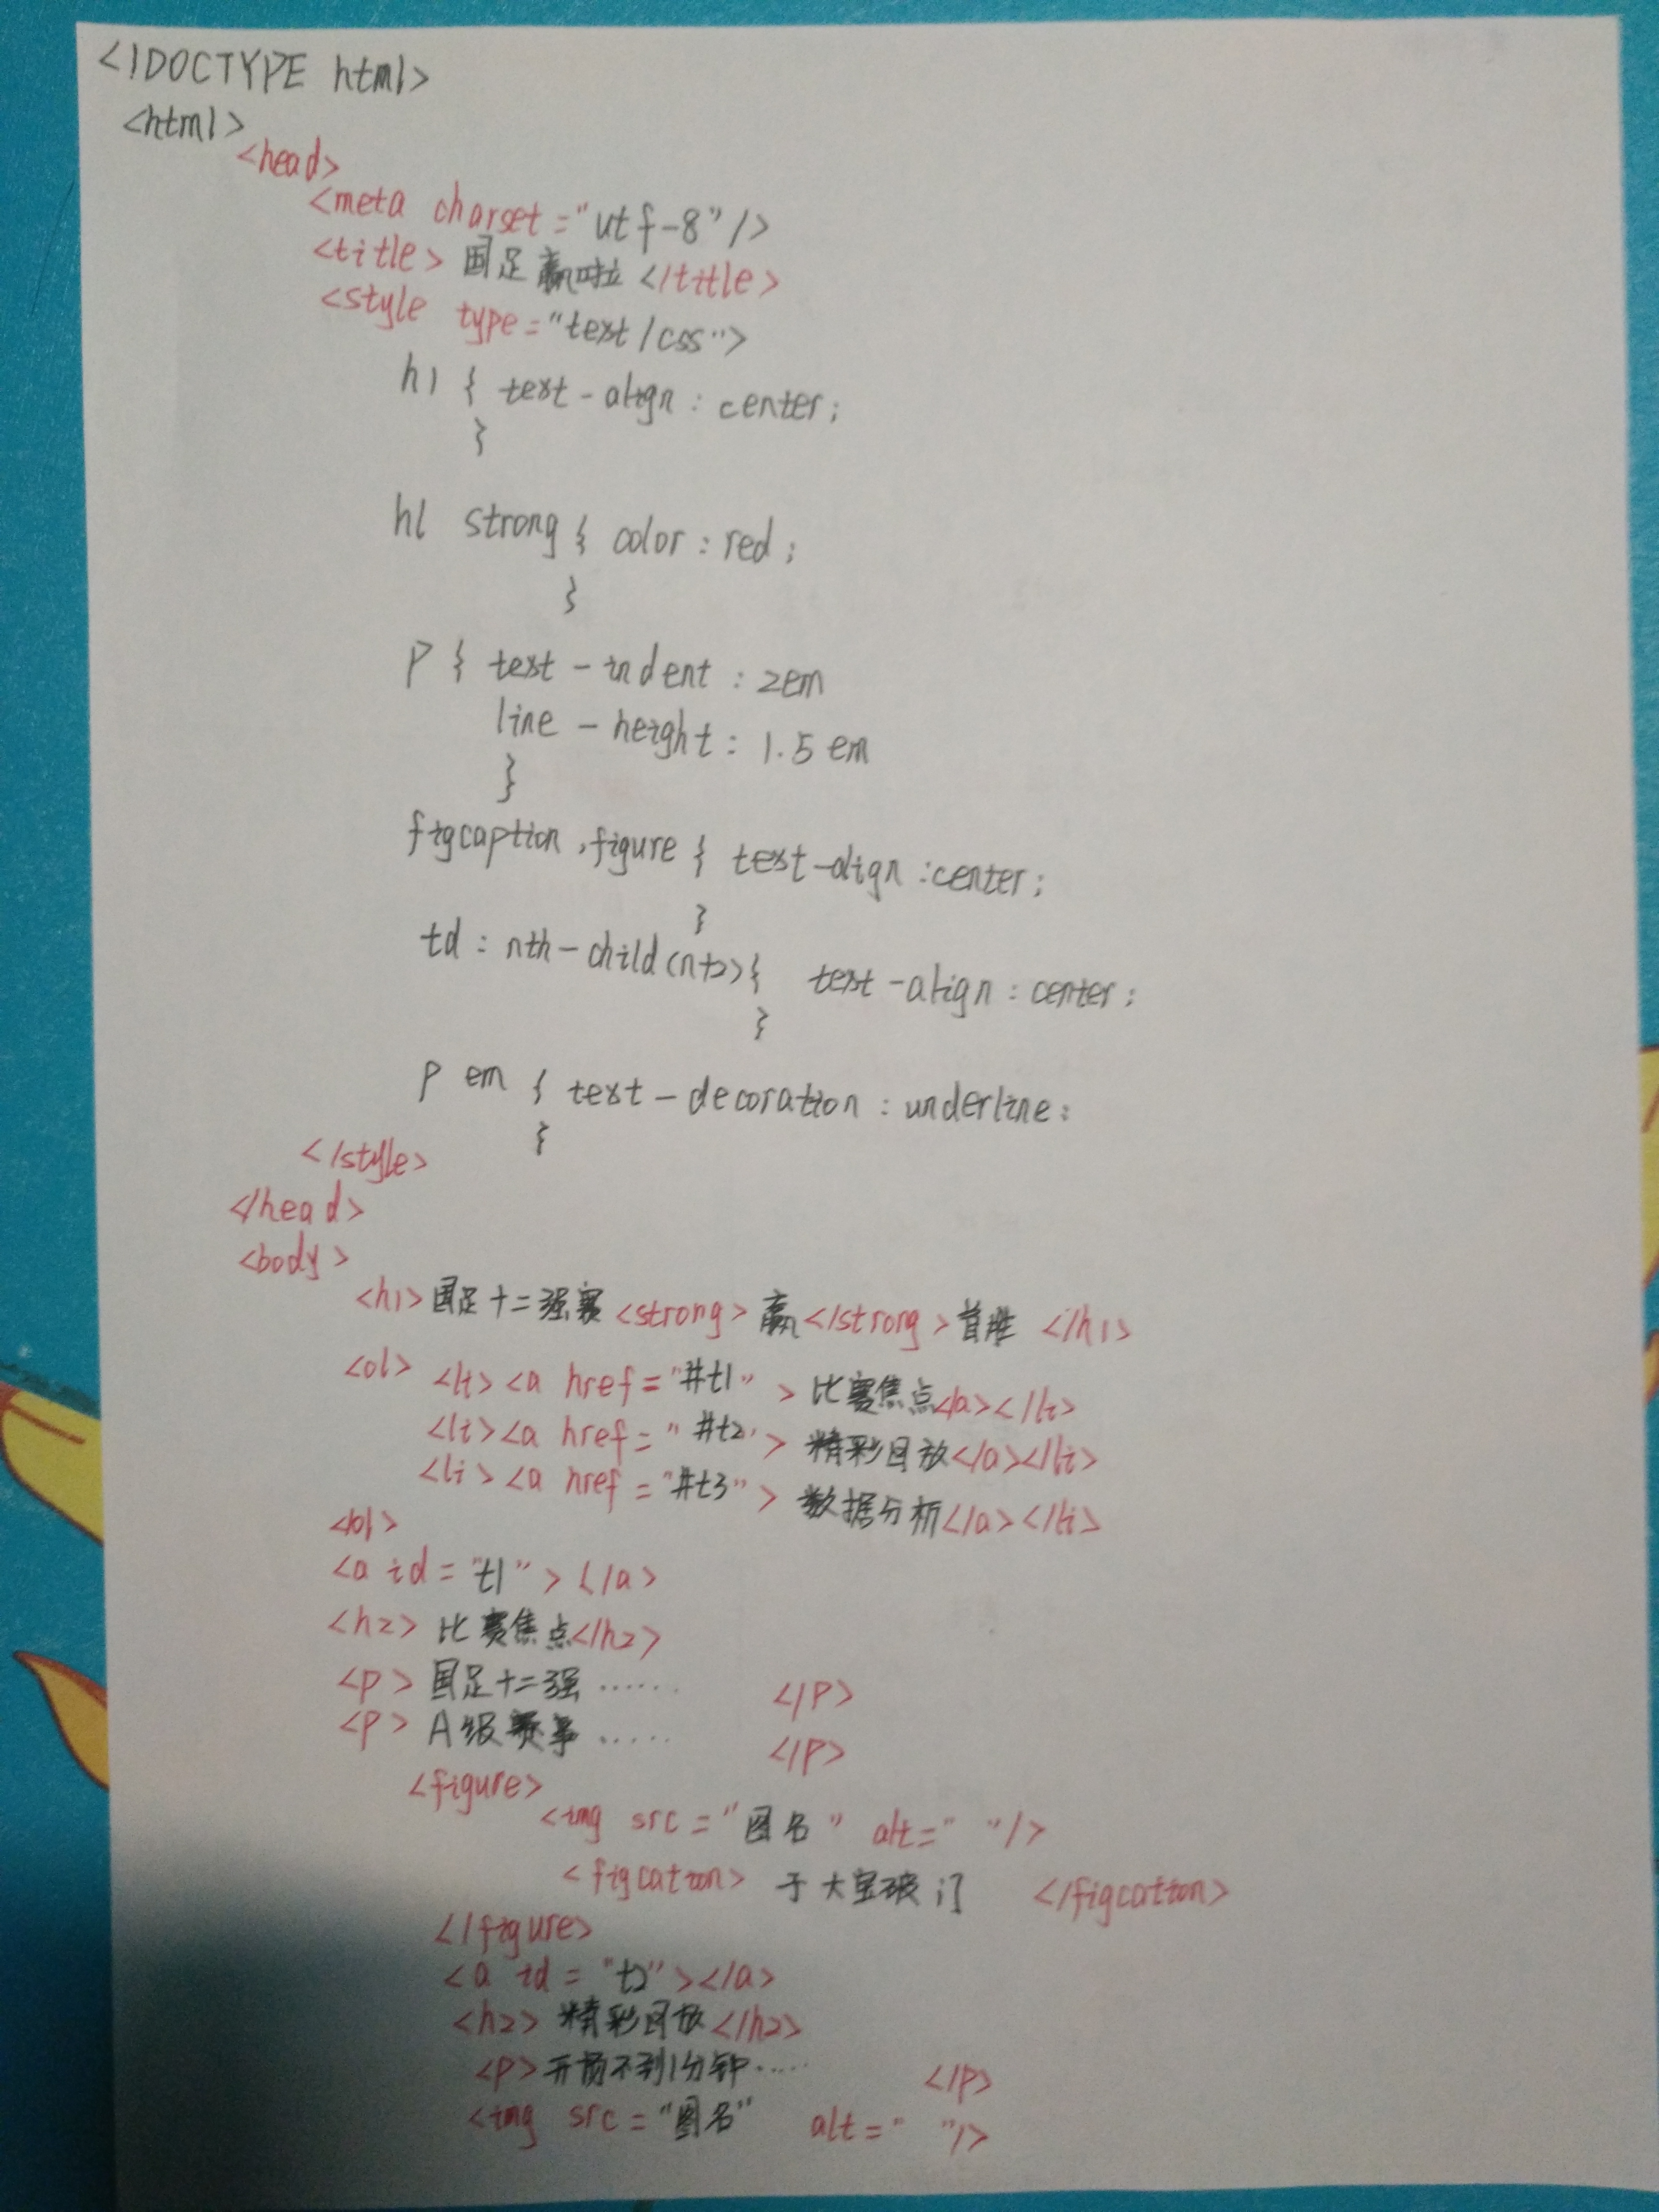 <!DOCTYPE html>
<html>
<head>
<meta charset="utf-8"/>
<title>国足赢啦</title>
<style type="text/css">
h1 { text-align: center;
}
h1 strong { color: red;
}
p { text-indent: 2em
line-height: 1.5em
}
figcaption,figure { text-align:center;
}
td:nth-child(n+2){ text-align: center;
}
p em { text-decoration: underline;
}
</style>
</head>
<body>
<h1>国足十二强赛<strong>赢</strong>首胜 </h1>
<ol> <li><a href="#t1" >比赛焦点</a></li>
<li><a href="#t2">精彩回放</a></li>
<li><a href="#t3">数据分析</a></li>
</ol>
<a id="t1"></a>
<h2>比赛焦点</h2>
<p>国足十二强…… </p>
<p>A级赛事…… </p>
<figure>
<img src="图名" alt=" "/>
<figcation>于大宝破门 </figcation>
</figure>
<a id="t2"></a>
<h2>精彩回放</h2>
<p>开场不到1分钟…… </p>
<img src="图名" alt=" "/>